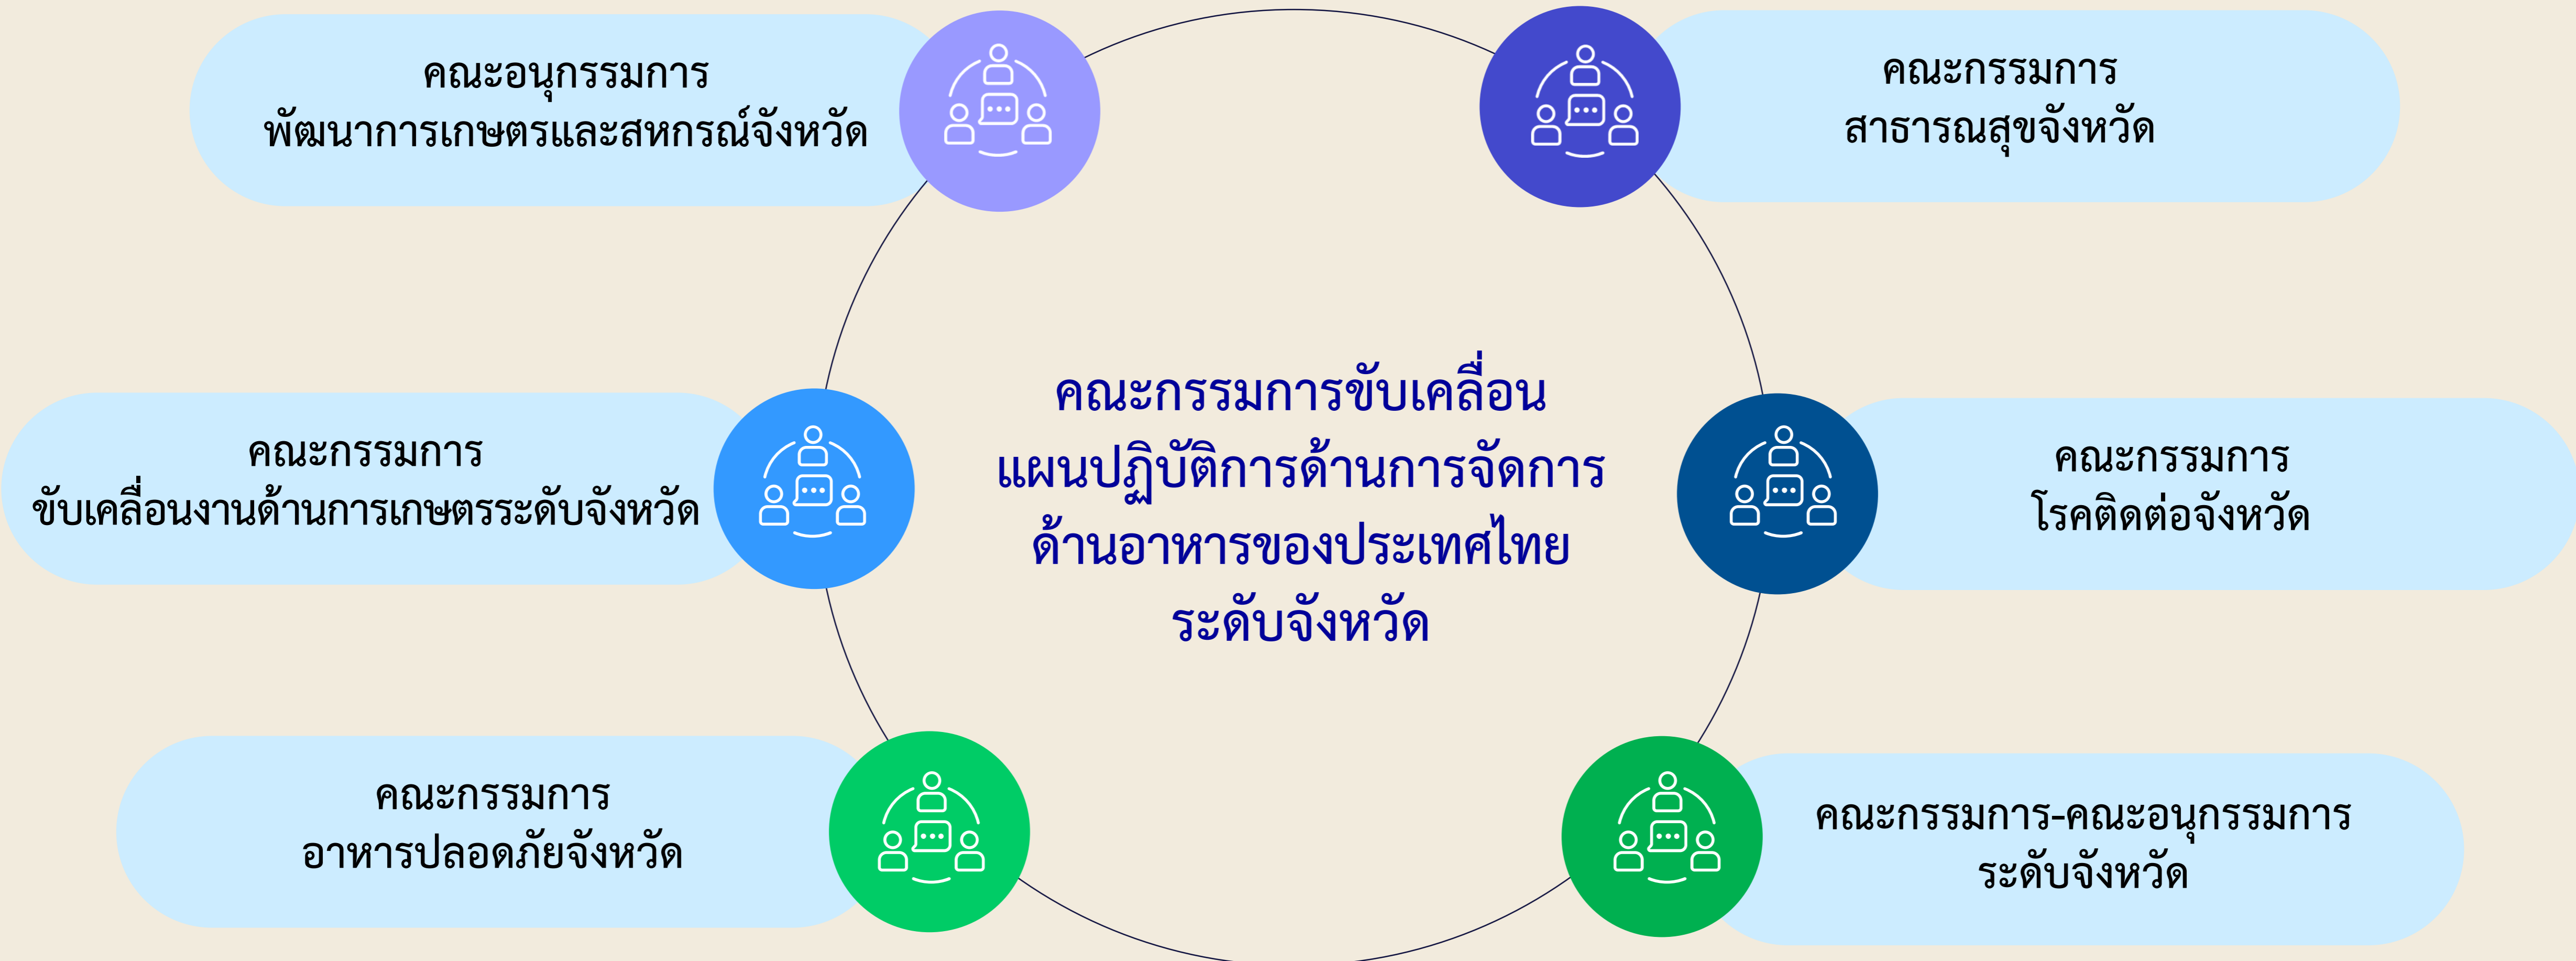 คณะอนุกรรมการ
พัฒนาการเกษตรและสหกรณ์จังหวัด
คณะกรรมการ
สาธารณสุขจังหวัด
คณะกรรมการ
ขับเคลื่อนงานด้านการเกษตรระดับจังหวัด
คณะกรรมการขับเคลื่อน
แผนปฏิบัติการด้านการจัดการ
ด้านอาหารของประเทศไทย
ระดับจังหวัด
คณะกรรมการ
โรคติดต่อจังหวัด
คณะกรรมการ
อาหารปลอดภัยจังหวัด
คณะกรรมการ-คณะอนุกรรมการ
ระดับจังหวัด